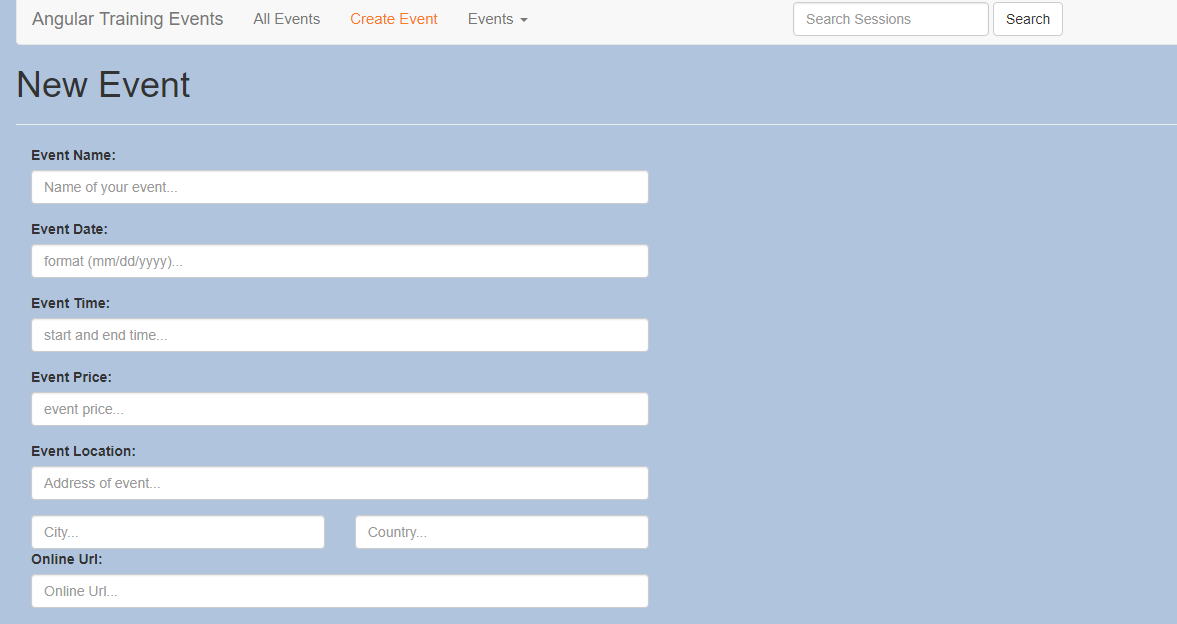 Angular Training Events All Events Create Event Events Search Sessions Search
New Event
Event Name:
Name of your event...
Event Date:
format (mm/dd/yyyy)...
Event Time:
start and end time...
Event Price:
event price...
Event Location:
Address of event...
City... Country...
Online Url:
Online Url...